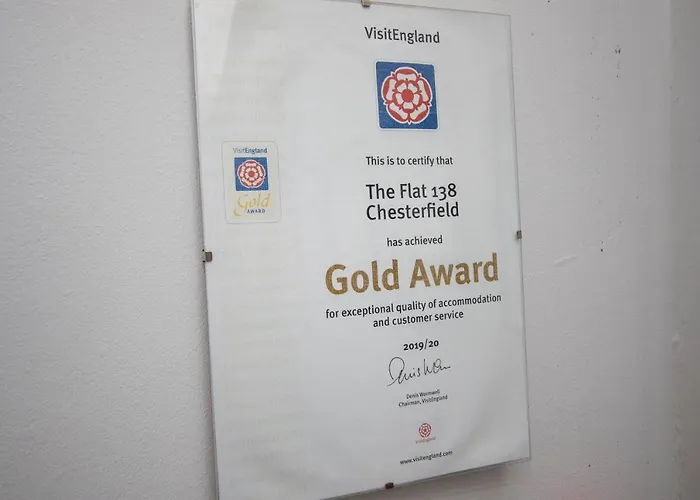 VisitEngland
This is to certify that
The Flat 138
Chesterfield
has achieved
Gold Award
for exceptional quality of accommodation
and customer service
2019/20
Denis Wormwell
Chairman, VisitEngland
VisitEngland
www.visitengland.com
VisitEngland
Gold
AWARD